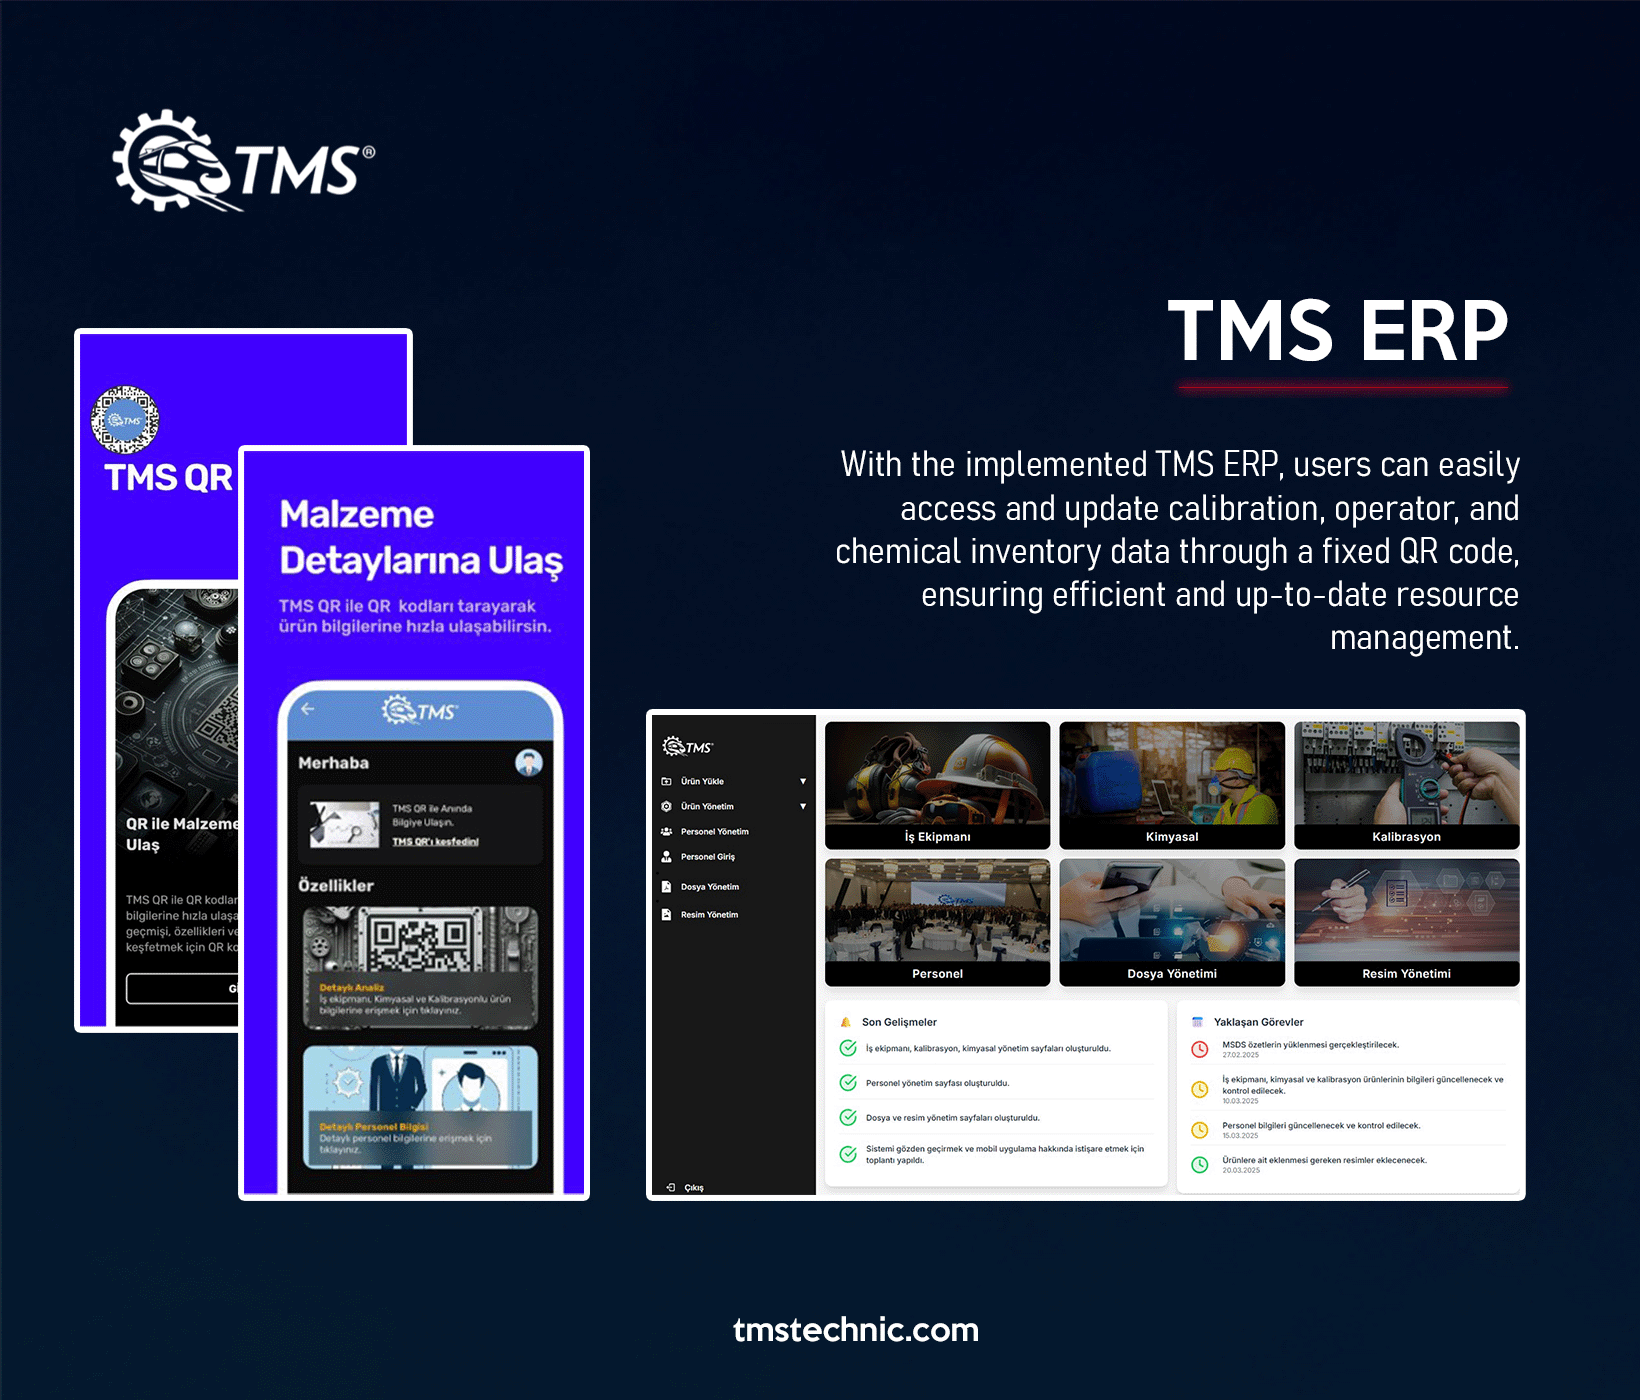 TMS®
TMS ERP
With the implemented TMS ERP, users can easily
access and update calibration, operator, and
chemical inventory data through a fixed QR code,
ensuring efficient and up-to-date resource
management.
TMS
TMS QR
QR ile Malzeme
Ulaş
TMS QR ile QR kodlar
bilgilerine hızla ulaşa
geçmişi, özellikleri ve
keşfetmek için QR ko
Gi
Malzeme
Detaylarına Ulaş
TMS QR ile QR kodları tarayarak
ürün bilgilerine hızla ulaşabilirsin.
TMS
Merhaba
TMS QR ile Anında
Bilgiye Ulaşın.
TMS QR'ı keşfedin!
Özellikler
Detaylı Analiz
İş ekipmanı, Kimyasal ve Kalibrasyonlu ürün
bilgilerine erişmek için tıklayınız.
Detaylı Personel Bilgisi
Detaylı personel bilgilerine erişmek için
tıklayınız.
TMS
Ürün Yükle
Ürün Yönetim
Personel Yönetim
Personel Giriş
Dosya Yönetim
Resim Yönetim
Çıkış
İş Ekipmanı
Kimyasal
Kalibrasyon
TMS
Personel
Dosya Yönetimi
Resim Yönetimi
Son Gelişmeler
İş ekipmanı, kalibrasyon, kimyasal yönetim sayfaları oluşturuldu.
Personel yönetim sayfası oluşturuldu.
Dosya ve resim yönetim sayfaları oluşturuldu.
Sistemi gözden geçirmek ve mobil uygulama hakkında istişare etmek için
toplantı yapıldı.
Yaklaşan Görevler
MSDS özetlerin yüklenmesi gerçekleştirilecek.
27.02.2025
İş ekipmanı, kimyasal ve kalibrasyon ürünlerinin bilgileri güncellenecek ve
kontrol edilecek.
10.03.2025
Personel bilgileri güncellenecek ve kontrol edilecek.
15.03.2025
Ürünlere ait eklenmesi gereken resimler eklecenecek.
20.03.2025
tmstechnic.com